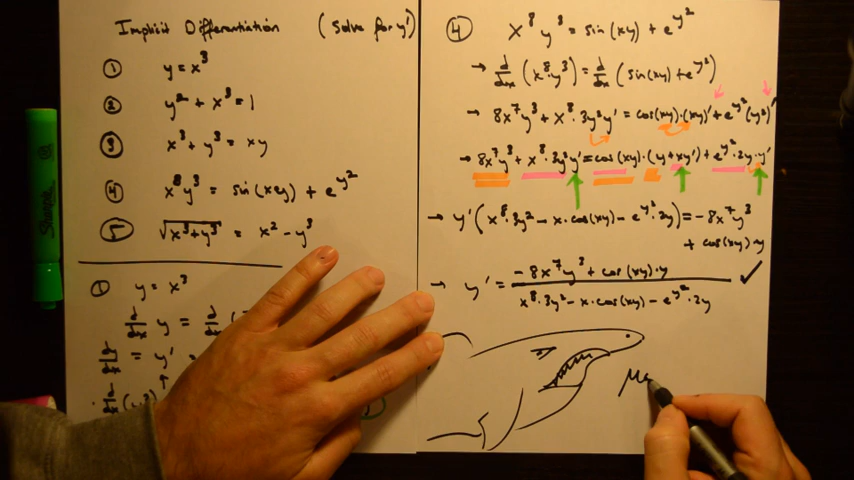 Implicit Differentiation (Solve for y')
① y = x³
② y² + x³ = 1
③ x³ + y³ = xy
④ x⁸y³ = sin(xy) + e^y²
⑤ √(x³+y³) = x² - y³
① y = x³
d/dx y = d/dx (
d/dx = y'
d/dx (
④ x⁸y³ = sin(xy) + e^y²
→ d/dx (x⁸·y³) = d/dx (sin(xy) + e^y²)
→ 8x⁷y³ + x⁸·3y²y' = cos(xy)·(xy)' + e^y² (y²)'
→ 8x⁷y³ + x⁸·3y²y' = cos(xy)·(y + xy') + e^y²·2y·y'
→ y'(x⁸·3y² - x·cos(xy) - e^y²·2y) = -8x⁷y³
+ cos(xy)·y
→ y' = (-8x⁷y³ + cos(xy)·y) / (x⁸·3y² - x·cos(xy) - e^y²·2y) ✓
Sharpie